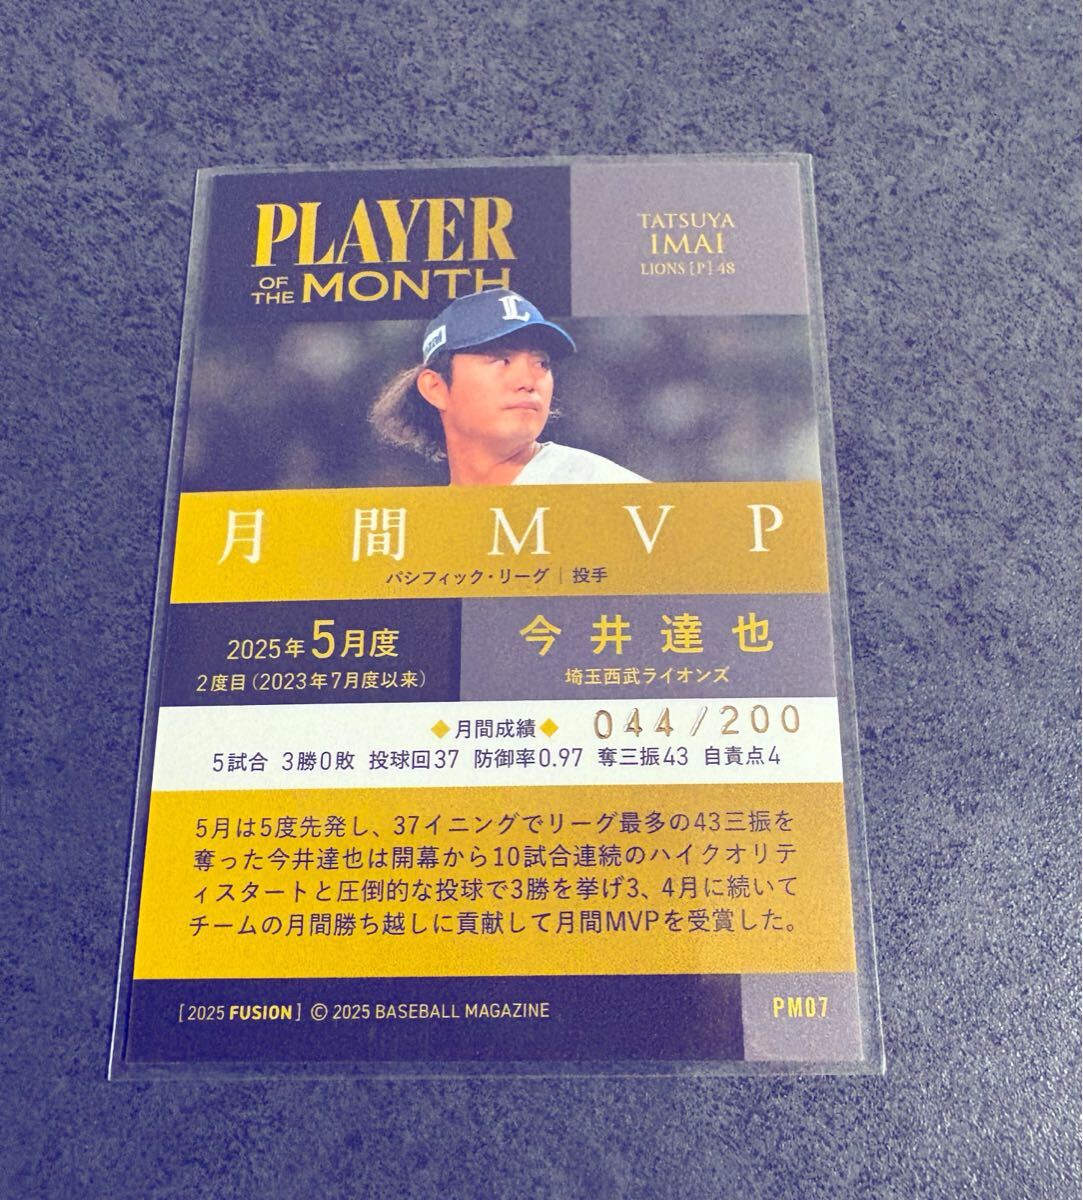 PLAYER
OF THE MONTH
TATSUYA
IMAI
LIONS [P] 48
L
月間MVP
パシフィック・リーグ | 投手
2025年5月度
2度目(2023年7月度以来)
今井達也
埼玉西武ライオンズ
◆月間成績◆ 044/200
5試合 3勝0敗 投球回37 防御率0.97 奪三振43 自責点4
5月は5度先発し、37イニングでリーグ最多の43三振を
奪った今井達也は開幕から10試合連続のハイクオリテ
ィスタートと圧倒的な投球で3勝を挙げ3、4月に続いて
チームの月間勝ち越しに貢献して月間MVPを受賞した。
[2025 FUSION] © 2025 BASEBALL MAGAZINE
PM07